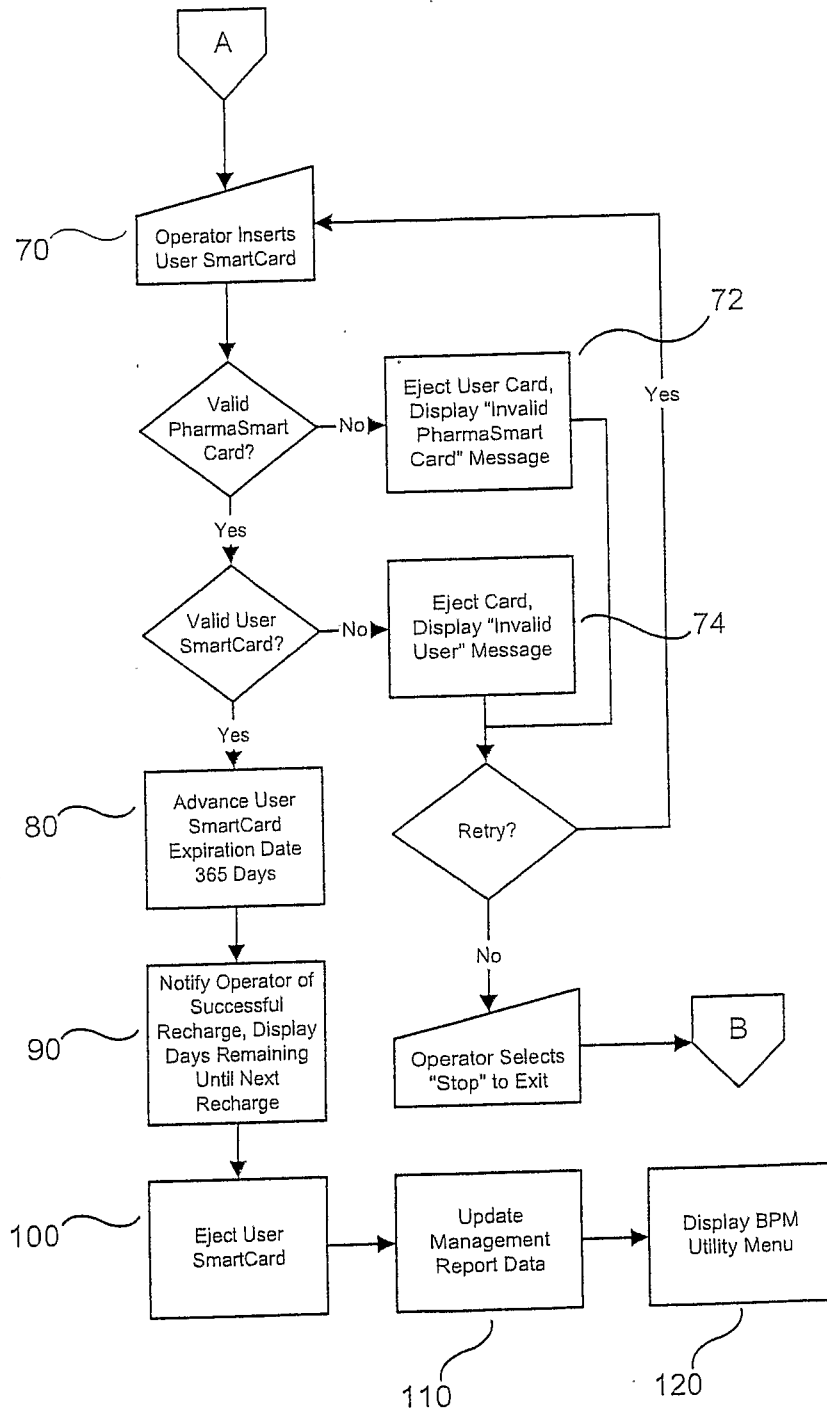 A
70
Operator Inserts
User SmartCard
72
Valid
PharmaSmart
Card?
No
Eject User Card,
Display "Invalid
PharmaSmart
Card" Message
Yes
Yes
Valid User
SmartCard?
No
Eject Card,
Display "Invalid
User" Message
74
Yes
80
Advance User
SmartCard
Expiration Date
365 Days
Retry?
No
90
Notify Operator of
Successful
Recharge, Display
Days Remaining
Until Next
Recharge
Operator Selects
"Stop" to Exit
B
100
Eject User
SmartCard
Update
Management
Report Data
Display BPM
Utility Menu
110
120